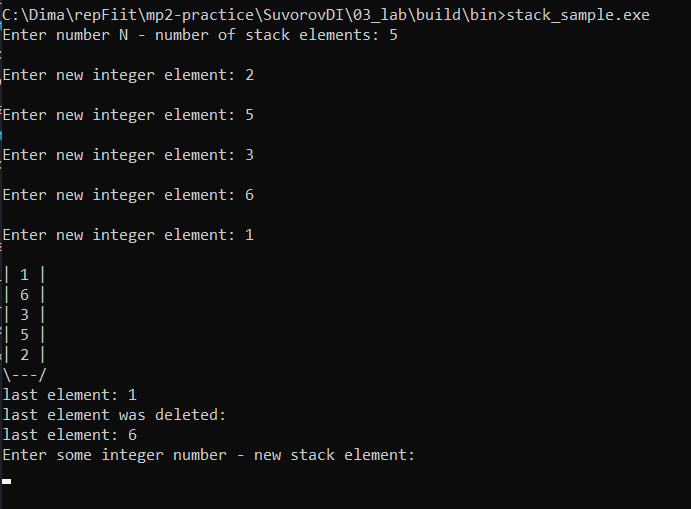 C:\Dima\repFiit\mp2-practice\SuvorovDI\03_lab\build\bin>stack_sample.exe
Enter number N - number of stack elements: 5
Enter new integer element: 2
Enter new integer element: 5
Enter new integer element: 3
Enter new integer element: 6
Enter new integer element: 1
| 1 |
| 6 |
| 3 |
| 5 |
| 2 |
\---/
last element: 1
last element was deleted:
last element: 6
Enter some integer number - new stack element: